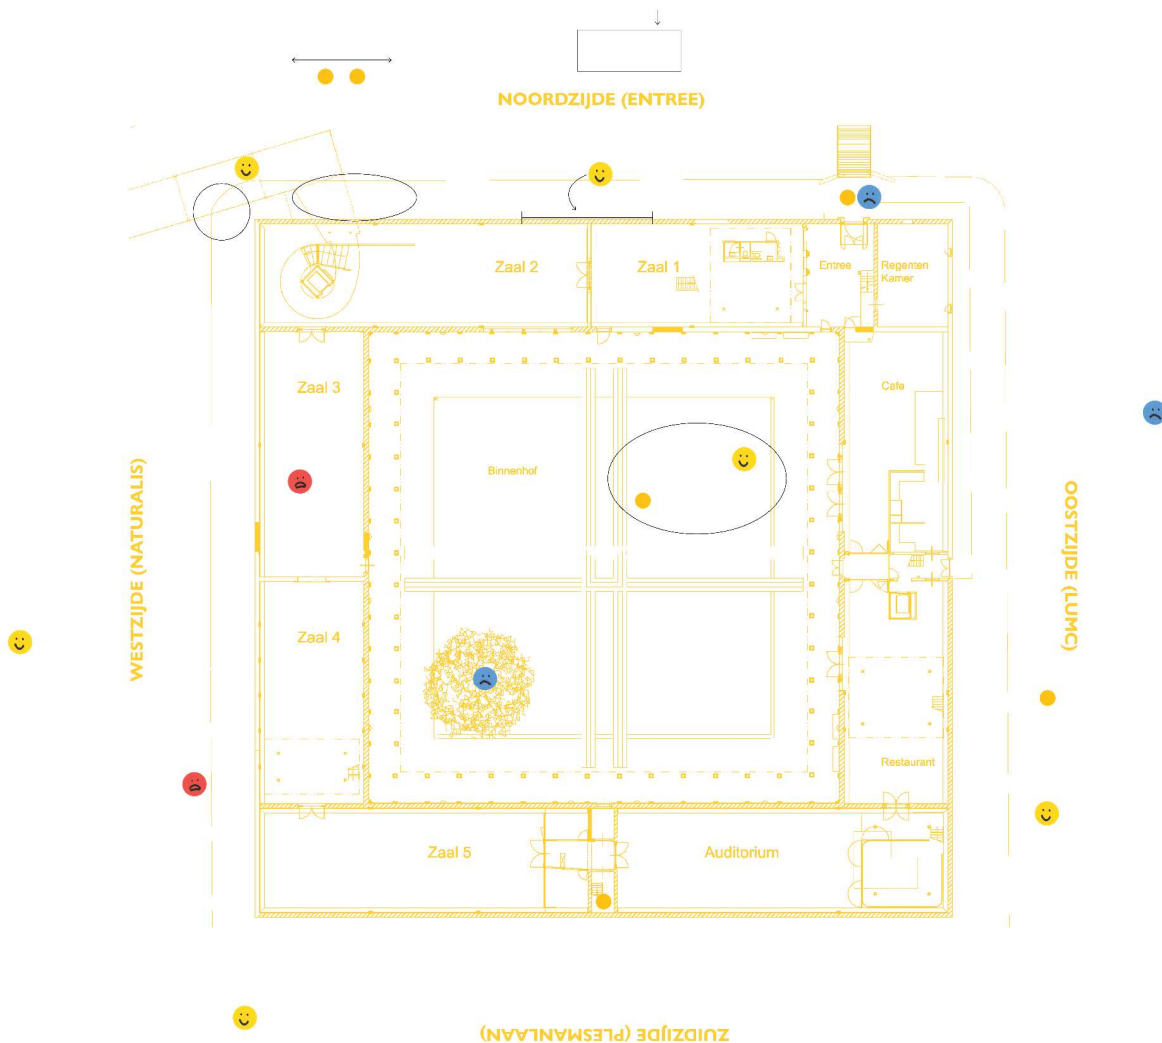 NOORDZIJDE (ENTREE)
Zaal 2
Zaal 1
Entree
Regenten
Kamer
Zaal 3
Cafe
Binnenhof
WESTZIJDE (NATURALIS)
OOSTZIJDE (LUMC)
Zaal 4
Restaurant
Zaal 5
Auditorium
ZUIDZIJDE (PLESMANLAAN)